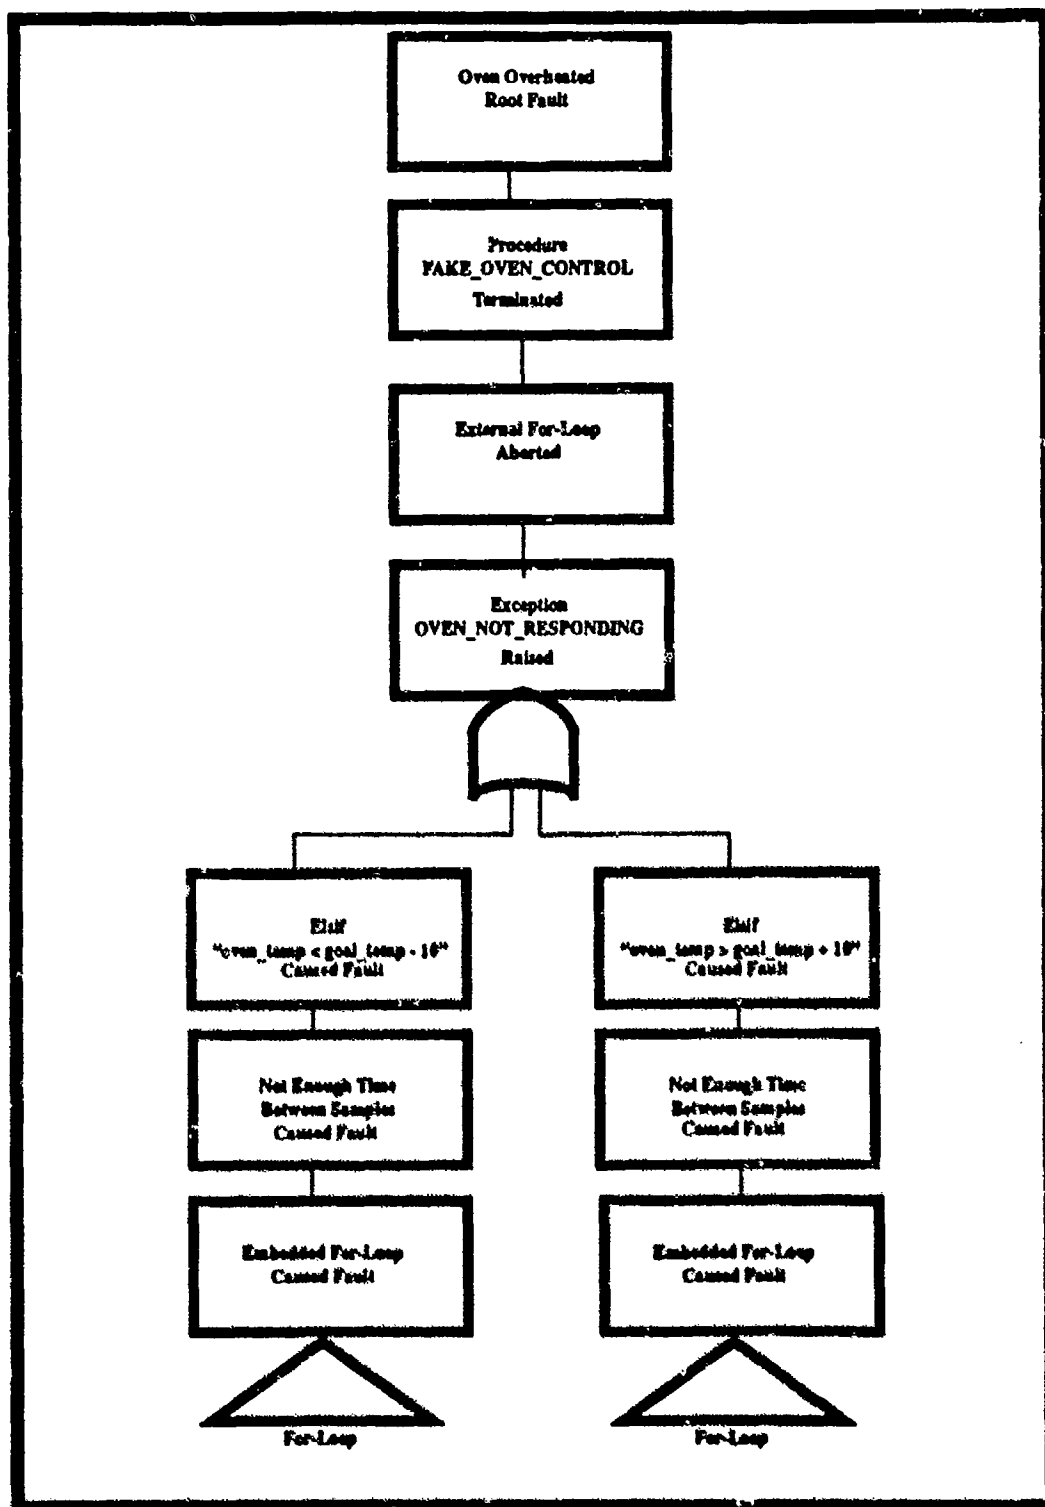 Oven Overheated
Root Fault
Procedure
FAKE_OVEN_CONTROL
Terminated
External For-Loop
Aborted
Exception
OVEN_NOT_RESPONDING
Raised
Elsif
"oven_temp < goal_temp - 10"
Caused Fault
Elsif
"oven_temp > goal_temp + 10"
Caused Fault
Not Enough Time
Between Samples
Caused Fault
Not Enough Time
Between Samples
Caused Fault
Embedded For-Loop
Caused Fault
Embedded For-Loop
Caused Fault
For-Loop
For-Loop